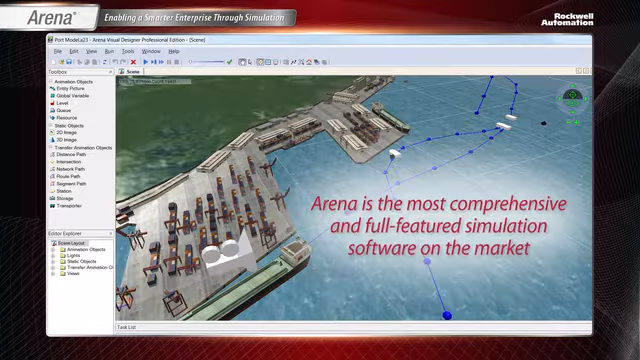 Arena®
Enabling a Smarter Enterprise Through Simulation
Rockwell
Automation
Port Model.a23 - Arena Visual Designer Professional Edition - [Scene]
File Edit View Run Tools Window Help
Toolbox
Scene
Animation Objects
Entity Picture
Global Variable
Level
Queue
Resource
Static Objects
2D Image
3D Image
Transfer Animation Objects
Distance Path
Intersection
Network Path
Route Path
Segment Path
Station
Storage
Transporter
Arena is the most comprehensive
and full-featured simulation
software on the market
Editor Explorer
Scene Layout
Animation Objects
Lights
Static Objects
Transfer Animation O
Views
Task List